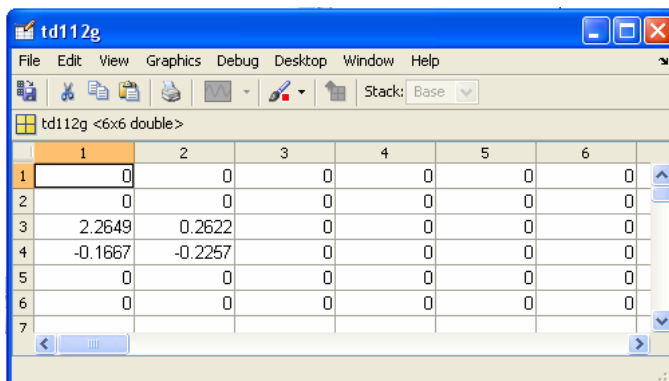 td112g
File Edit View Graphics Debug Desktop Window Help
Stack: Base
td112g <6x6 double>
1 2 3 4 5 6
1 0 0 0 0 0 0
2 0 0 0 0 0 0
3 2.2649 0.2622 0 0 0 0
4 -0.1667 -0.2257 0 0 0 0
5 0 0 0 0 0 0
6 0 0 0 0 0 0
7